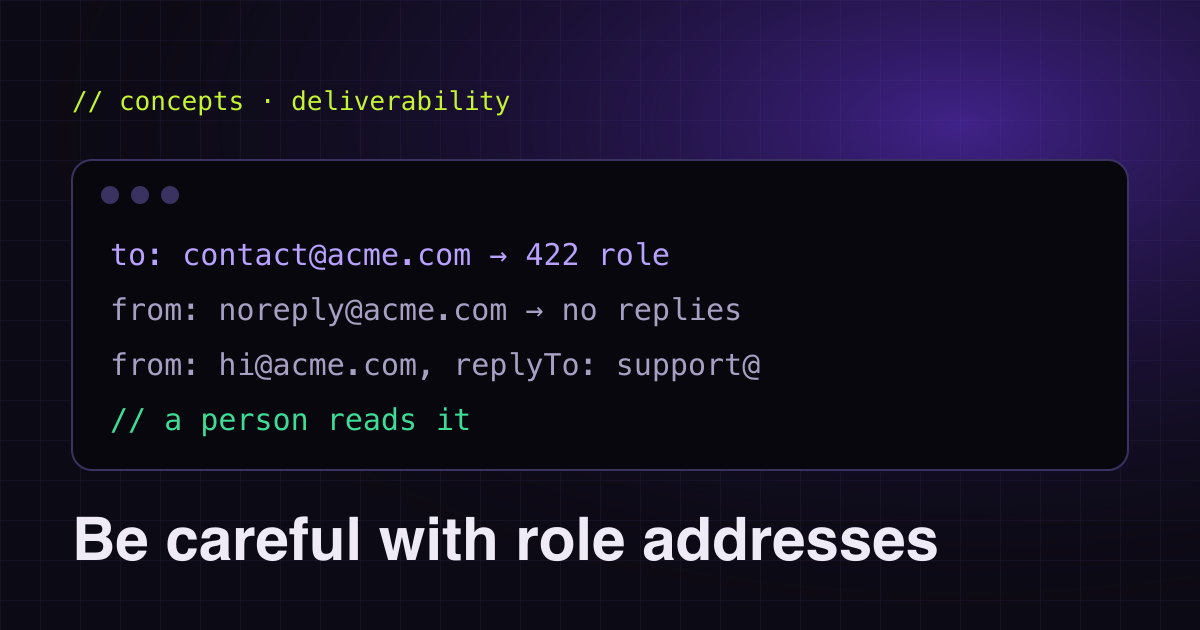 // concepts · deliverability
to: contact@acme.com → 422 role
from: noreply@acme.com → no replies
from: hi@acme.com, replyTo: support@
// a person reads it
Be careful with role addresses